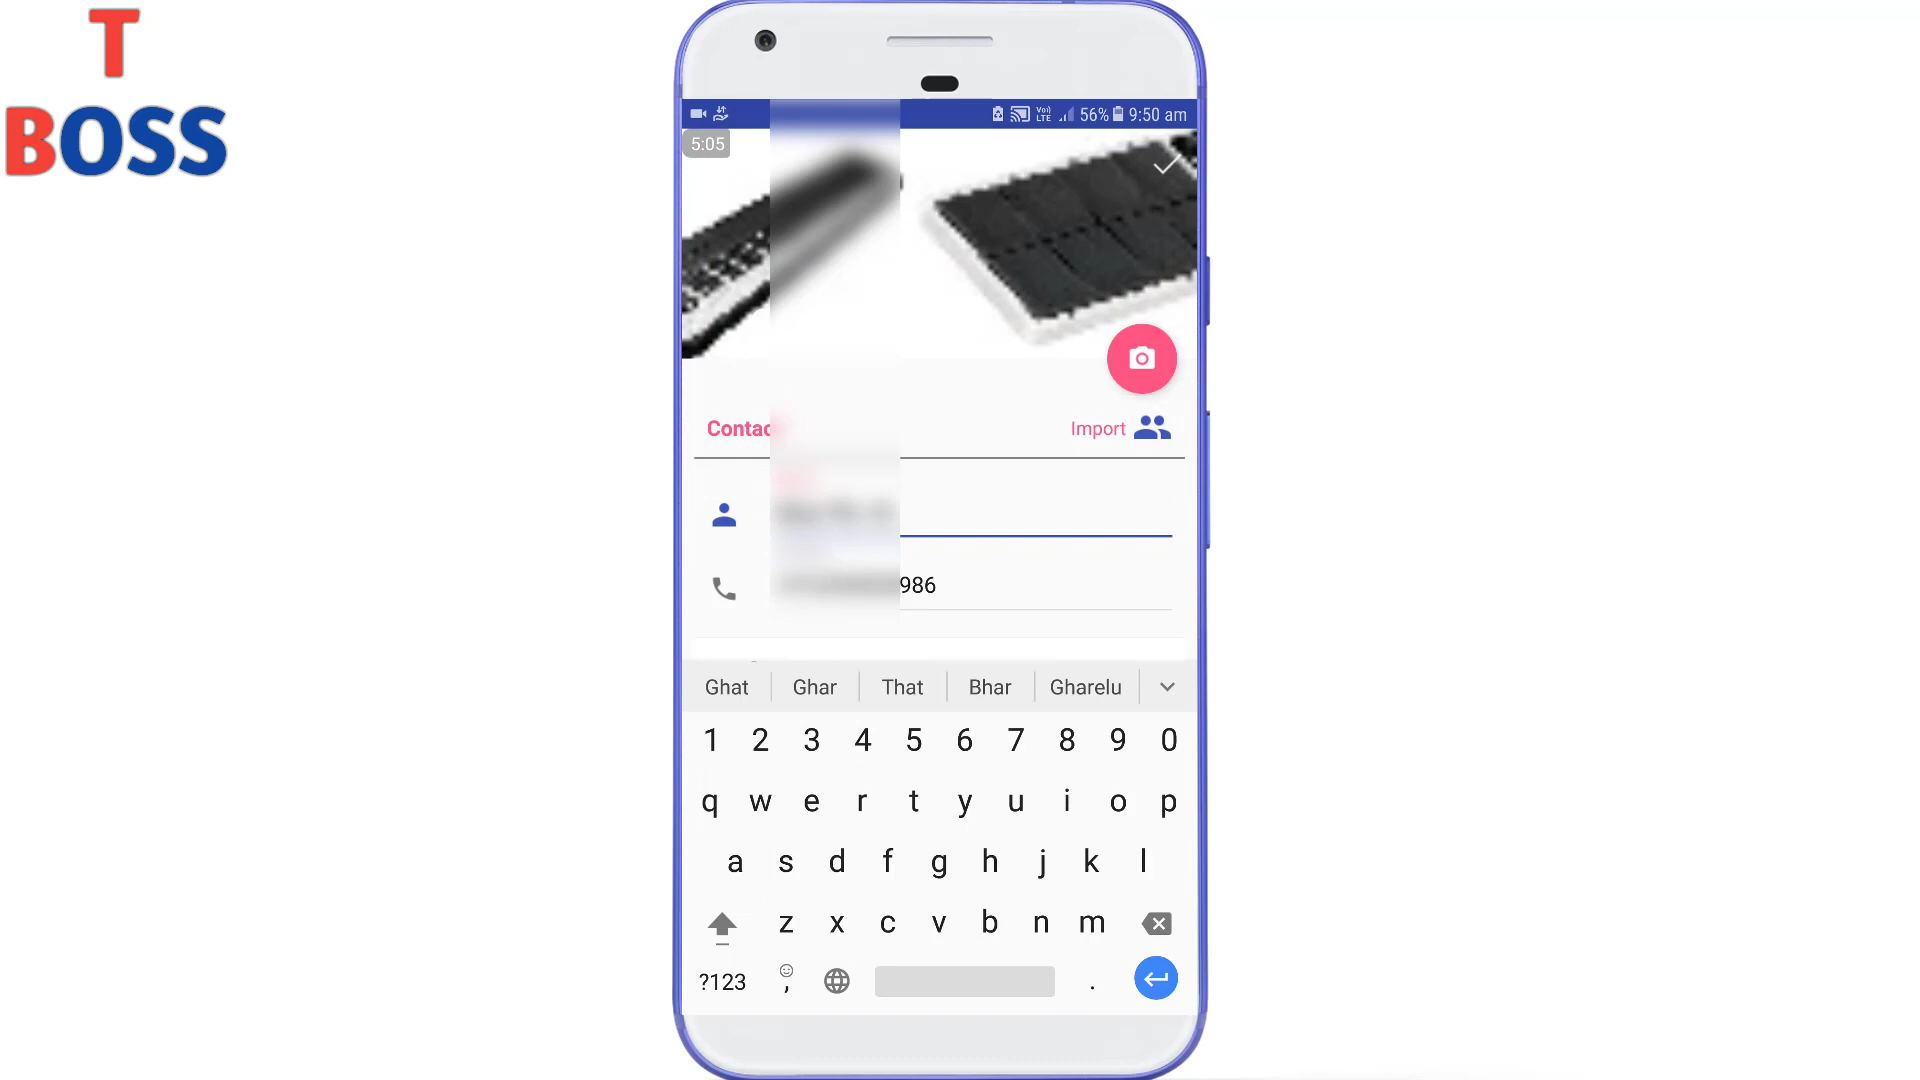 T
BOSS
VoLTE 56% 9:50 am
5:05
Import
986
Ghat Ghar That Bhar Gharelu
1 2 3 4 5 6 7 8 9 0
q w e r t y u i o p
a s d f g h j k l
z x c v b n m
?123 , .